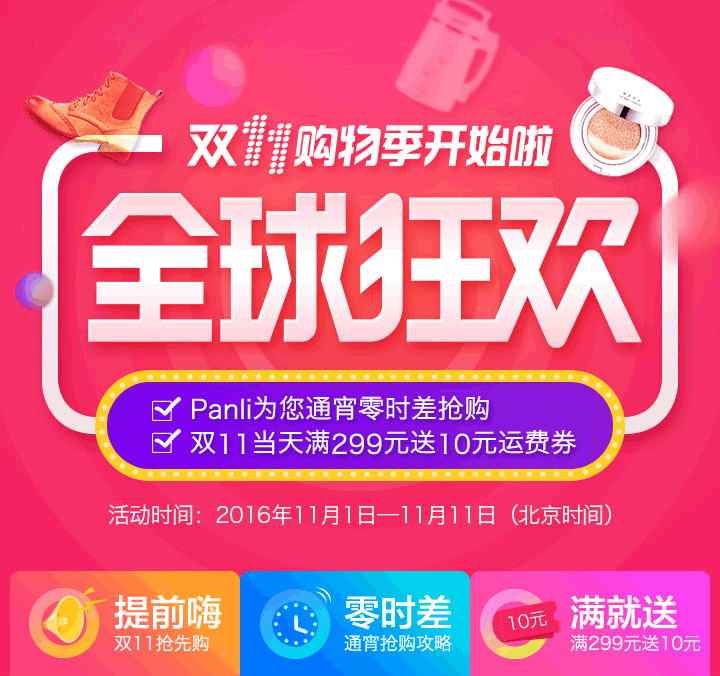 双11购物季开始啦
全球狂欢
Panli为您通宵零时差抢购
双11当天满299元送10元运费券
活动时间：2016年11月1日—11月11日（北京时间）
提前嗨
双11抢先购
零时差
通宵抢购攻略
10元
满就送
满299元送10元